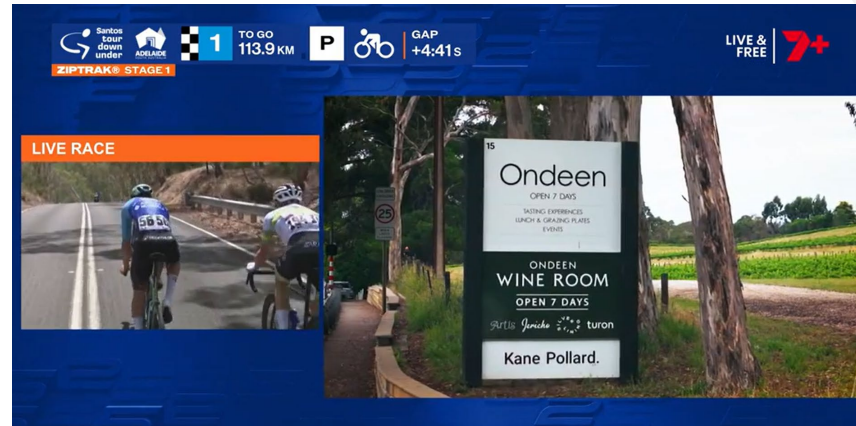 Santos
tour
down
under
ADELAIDE
ZIPTRAK® STAGE 1
1
TO GO
113.9 KM
P
GAP
+4:41 S
LIVE &
FREE
7+
LIVE RACE
25
15
Ondeen
OPEN 7 DAYS
TASTING EXPERIENCES
LUNCH & GRAZING PLATES
EVENTS
ONDEEN
WINE ROOM
OPEN 7 DAYS
Artis Jericho turon
Kane Pollard.